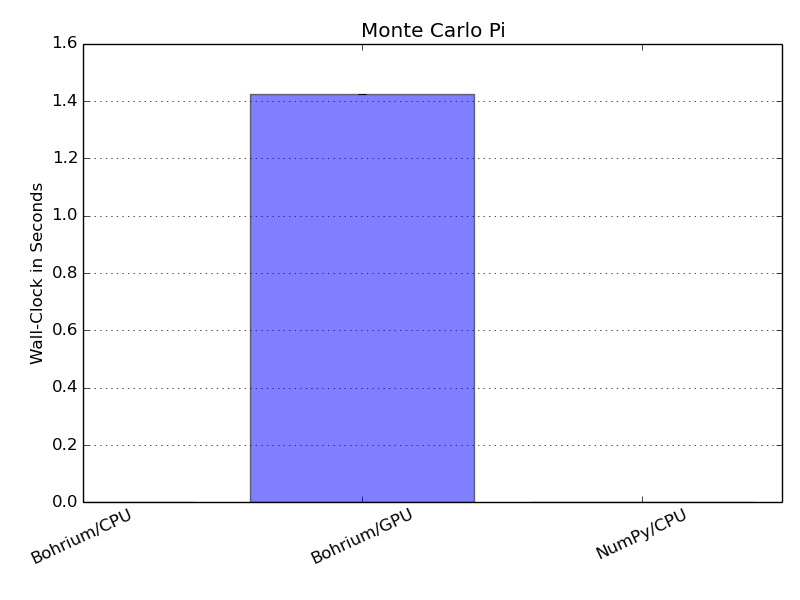 Monte Carlo Pi
Wall-Clock in Seconds
1.6
1.4
1.2
1.0
0.8
0.6
0.4
0.2
0.0
Bohrium/CPU
Bohrium/GPU
NumPy/CPU